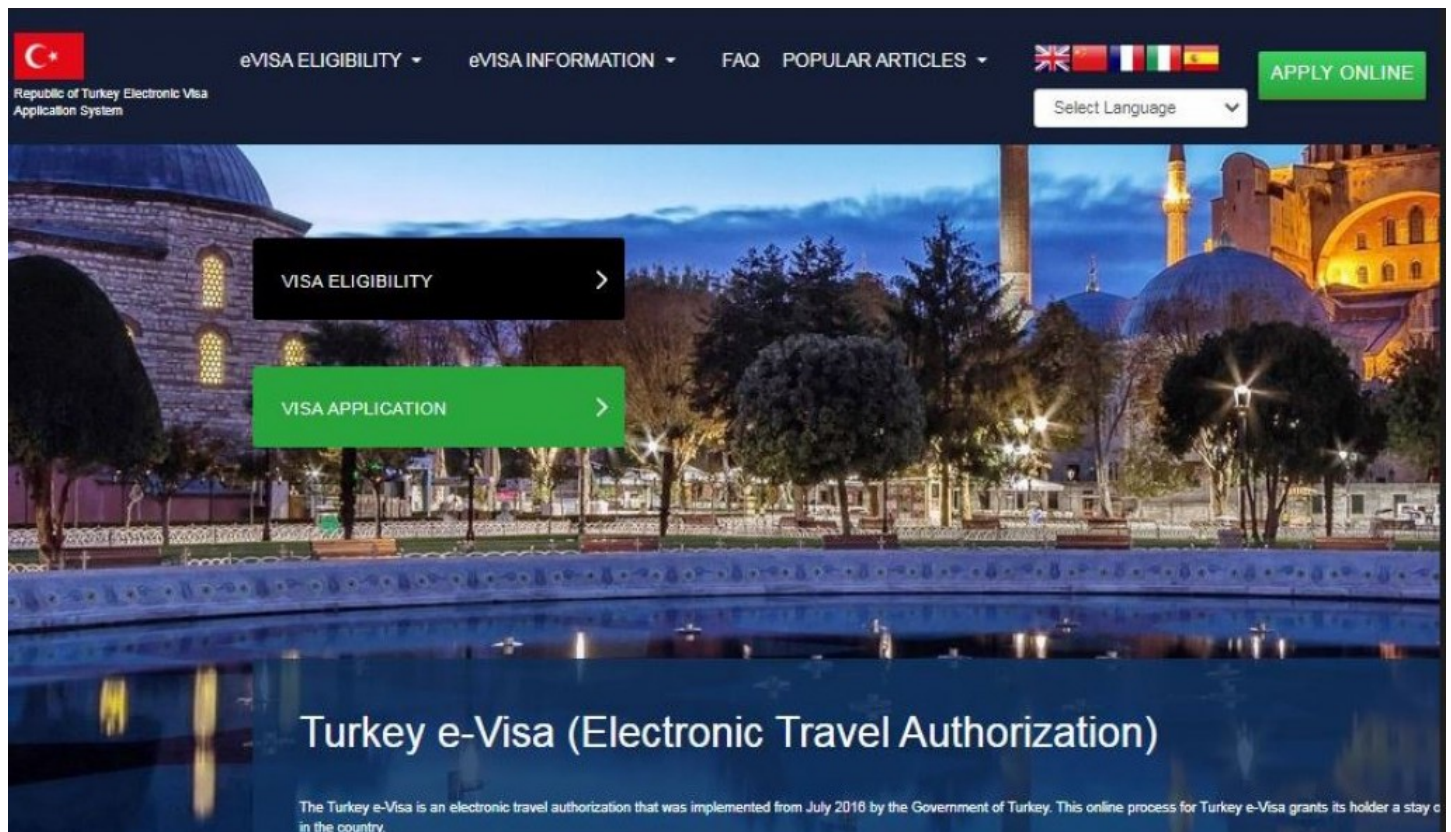 Republic of Turkey Electronic Visa
Application System
eVISA ELIGIBILITY
eVISA INFORMATION
FAQ
POPULAR ARTICLES
Select Language
APPLY ONLINE
VISA ELIGIBILITY
VISA APPLICATION
Turkey e-Visa (Electronic Travel Authorization)
The Turkey e-Visa is an electronic travel authorization that was implemented from July 2016 by the Government of Turkey. This online process for Turkey e-Visa grants its holder a stay
in the country.